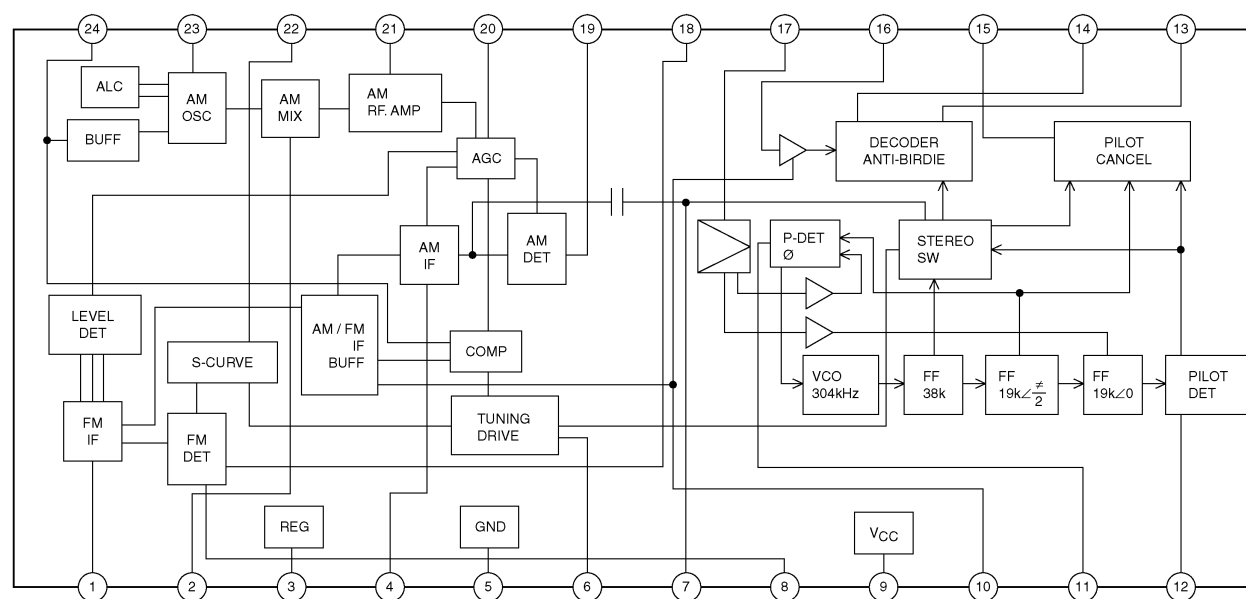 24 23 22 21 20 19 18 17 16 15 14 13
ALC
AM
OSC
AM
MIX
AM
RF. AMP
BUFF
AGC
DECODER
ANTI-BIRDIE
PILOT
CANCEL
AM
IF
AM
DET
P-DET
Ø
STEREO
SW
LEVEL
DET
AM / FM
IF
BUFF
S-CURVE
COMP
VCO
304kHz
FF
38k
FF
19k∠≠/2
FF
19k∠0
PILOT
DET
FM
IF
FM
DET
TUNING
DRIVE
REG
GND
VCC
1 2 3 4 5 6 7 8 9 10 11 12